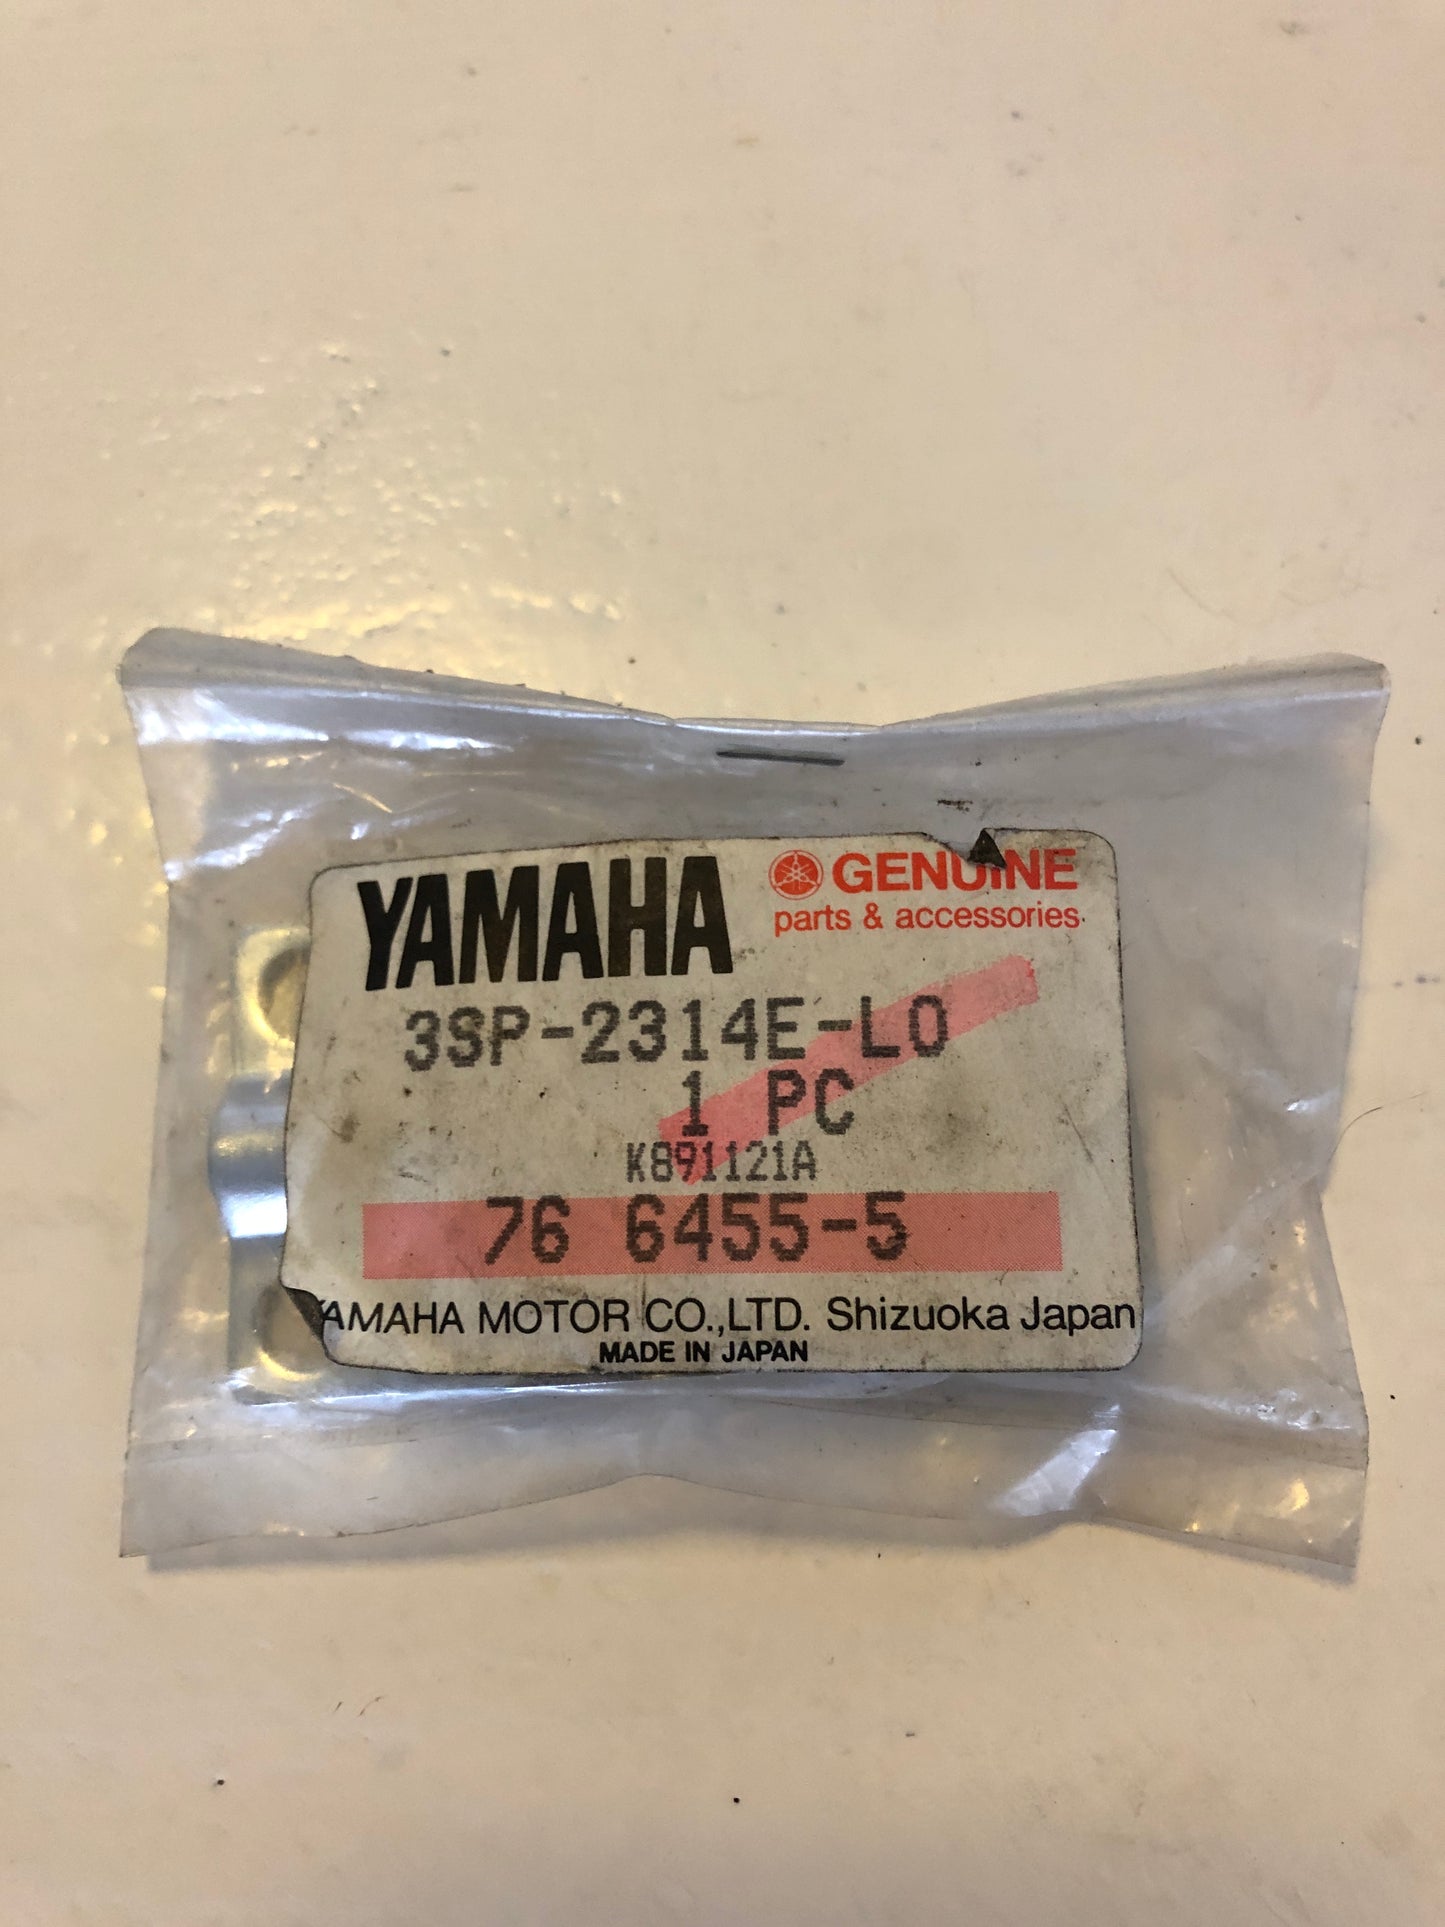 YAMAHA
GENUINE
parts & accessories
3SP-2314E-L0
1 PC
K891121A
76 6455-5
YAMAHA MOTOR CO.,LTD. Shizuoka Japan
MADE IN JAPAN